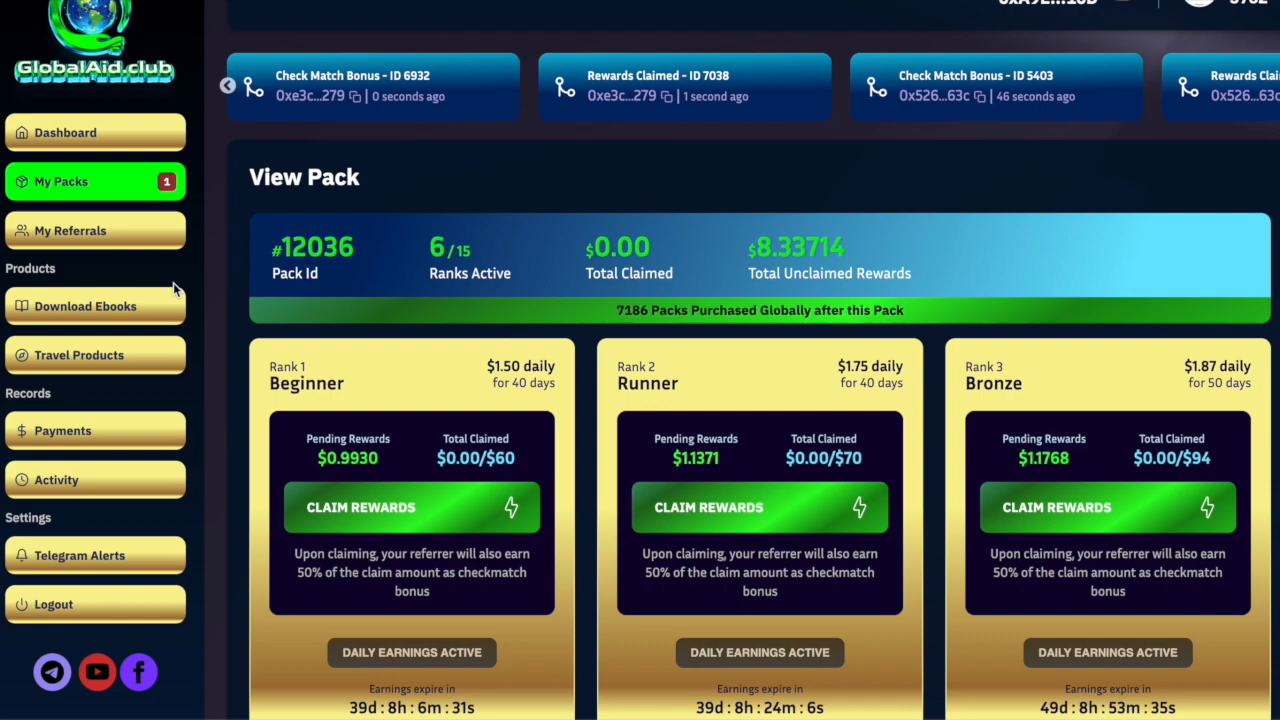 GlobalAid.club
Dashboard
My Packs 1
My Referrals
Products
Download Ebooks
Travel Products
Records
Payments
Activity
Settings
Telegram Alerts
Logout
Check Match Bonus - ID 6932
0xe3c...279 | 0 seconds ago
Rewards Claimed - ID 7038
0xe3c...279 | 1 second ago
Check Match Bonus - ID 5403
0x526...63c | 46 seconds ago
0x526...63c
View Pack
#12036
Pack Id
6 / 15
Ranks Active
$0.00
Total Claimed
$8.33714
Total Unclaimed Rewards
7186 Packs Purchased Globally after this Pack
Rank 1
Beginner
$1.50 daily
for 40 days
Pending Rewards
$0.9930
Total Claimed
$0.00/$60
CLAIM REWARDS
Upon claiming, your referrer will also earn
50% of the claim amount as checkmatch
bonus
DAILY EARNINGS ACTIVE
Earnings expire in
39d : 8h : 6m : 31s
Rank 2
Runner
$1.75 daily
for 40 days
Pending Rewards
$1.1371
Total Claimed
$0.00/$70
CLAIM REWARDS
Upon claiming, your referrer will also earn
50% of the claim amount as checkmatch
bonus
DAILY EARNINGS ACTIVE
Earnings expire in
39d : 8h : 24m : 6s
Rank 3
Bronze
$1.87 daily
for 50 days
Pending Rewards
$1.1768
Total Claimed
$0.00/$94
CLAIM REWARDS
Upon claiming, your referrer will also earn
50% of the claim amount as checkmatch
bonus
DAILY EARNINGS ACTIVE
Earnings expire in
49d : 8h : 53m : 35s